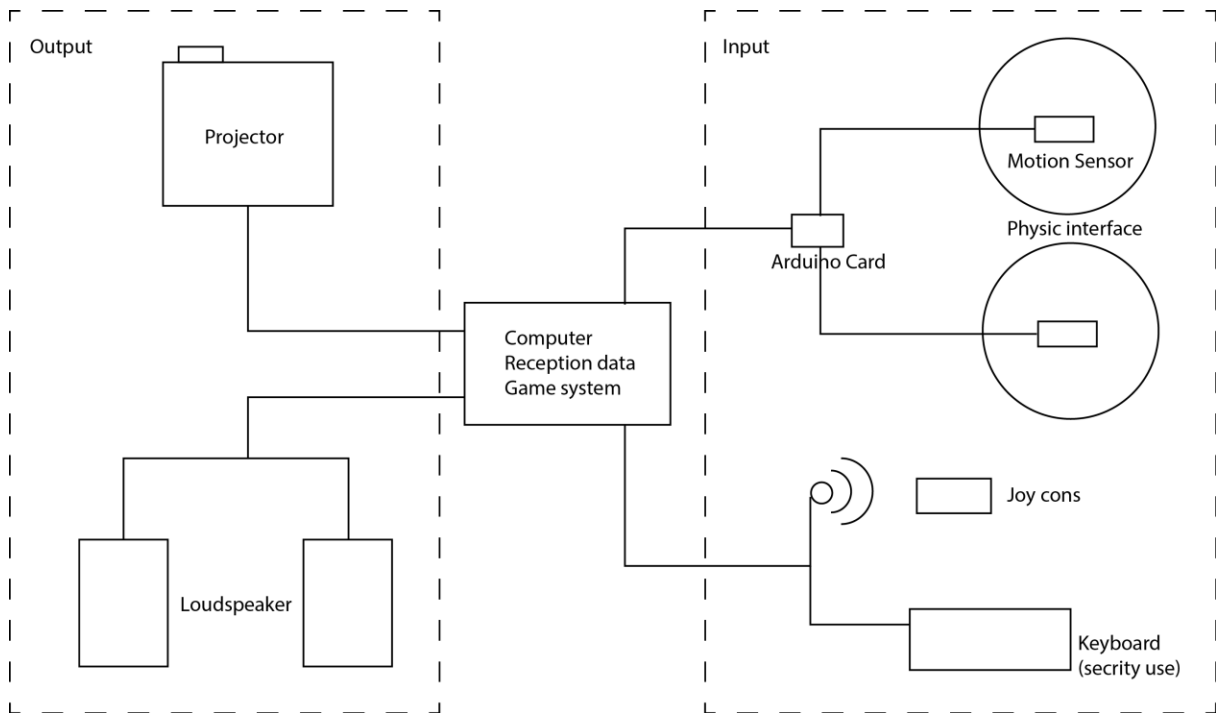 Output
Projector
Loudspeaker
Computer
Reception data
Game system
Input
Motion Sensor
Physic interface
Arduino Card
Joy cons
Keyboard
(secrity use)